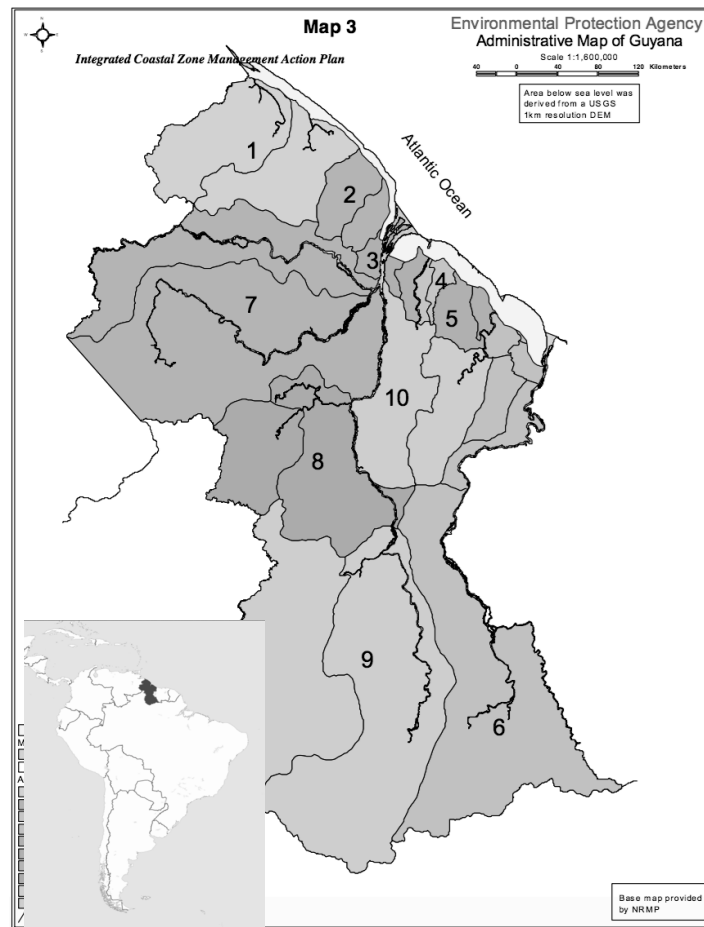 Map 3
Environmental Protection Agency
Administrative Map of Guyana
Integrated Coastal Zone Management Action Plan
Scale 1:1,600,000
40 0 40 80 120 Kilometers
Area below sea level was
derived from a USGS
1km resolution DEM
Atlantic Ocean
1
2
3
4
5
7
10
8
9
6
M
A
Base map provided
by NRMP